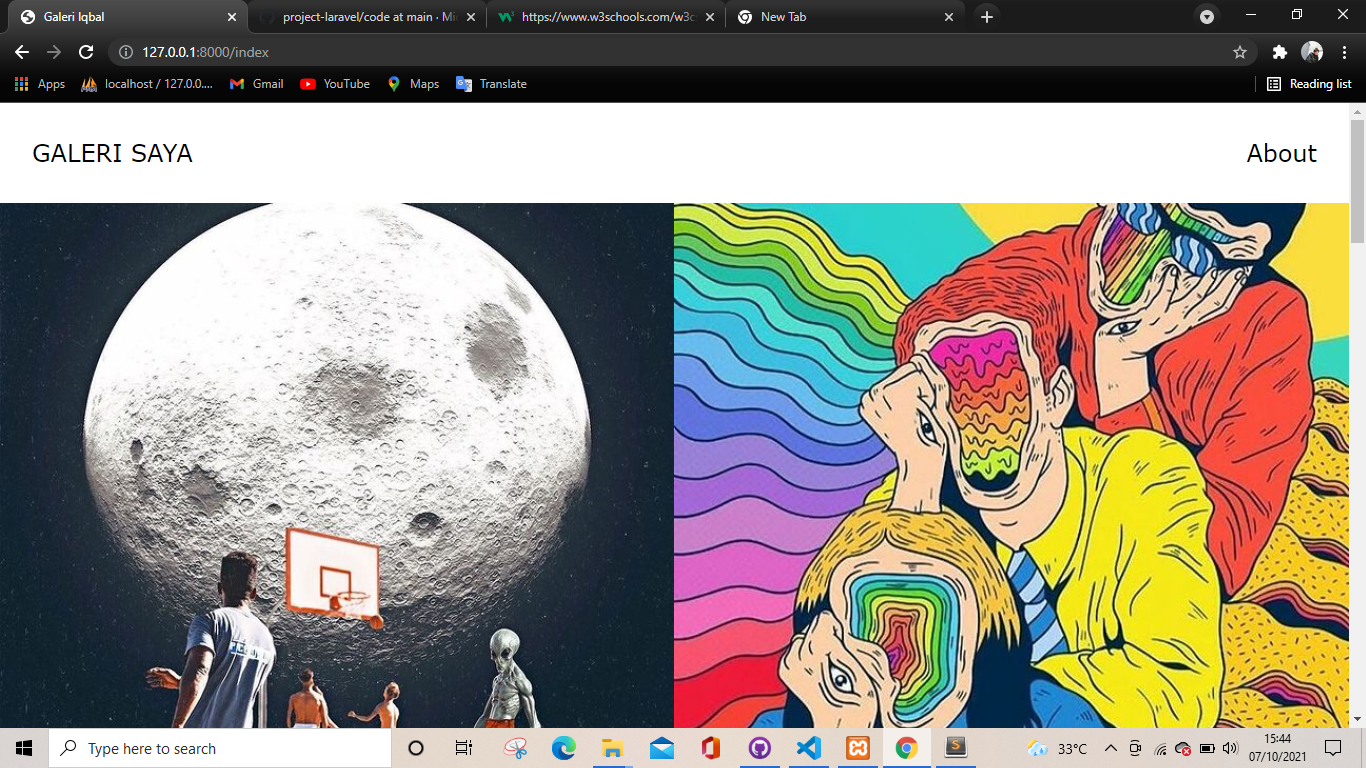 Galeri Iqbal
project-laravel/code at main · Mi
https://www.w3schools.com/w3c
New Tab
127.0.0.1:8000/index
Apps
localhost / 127.0.0....
Gmail
YouTube
Maps
Translate
Reading list
GALERI SAYA
About
Type here to search
33°C
15:44
07/10/2021